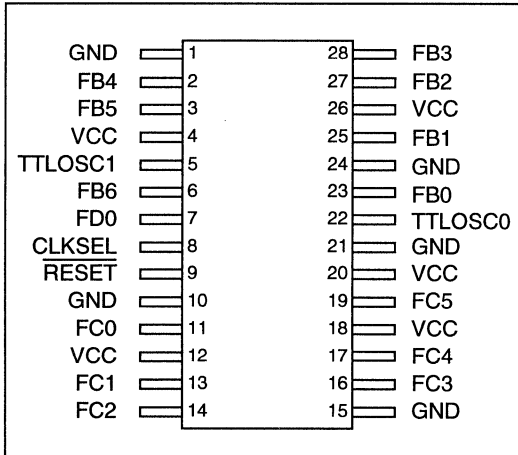 GND 1 28 FB3
FB4 2 27 FB2
FB5 3 26 VCC
VCC 4 25 FB1
TTLOSC1 5 24 GND
FB6 6 23 FB0
FD0 7 22 TTLOSC0
CLKSEL 8 21 GND
RESET 9 20 VCC
GND 10 19 FC5
FC0 11 18 VCC
VCC 12 17 FC4
FC1 13 16 FC3
FC2 14 15 GND